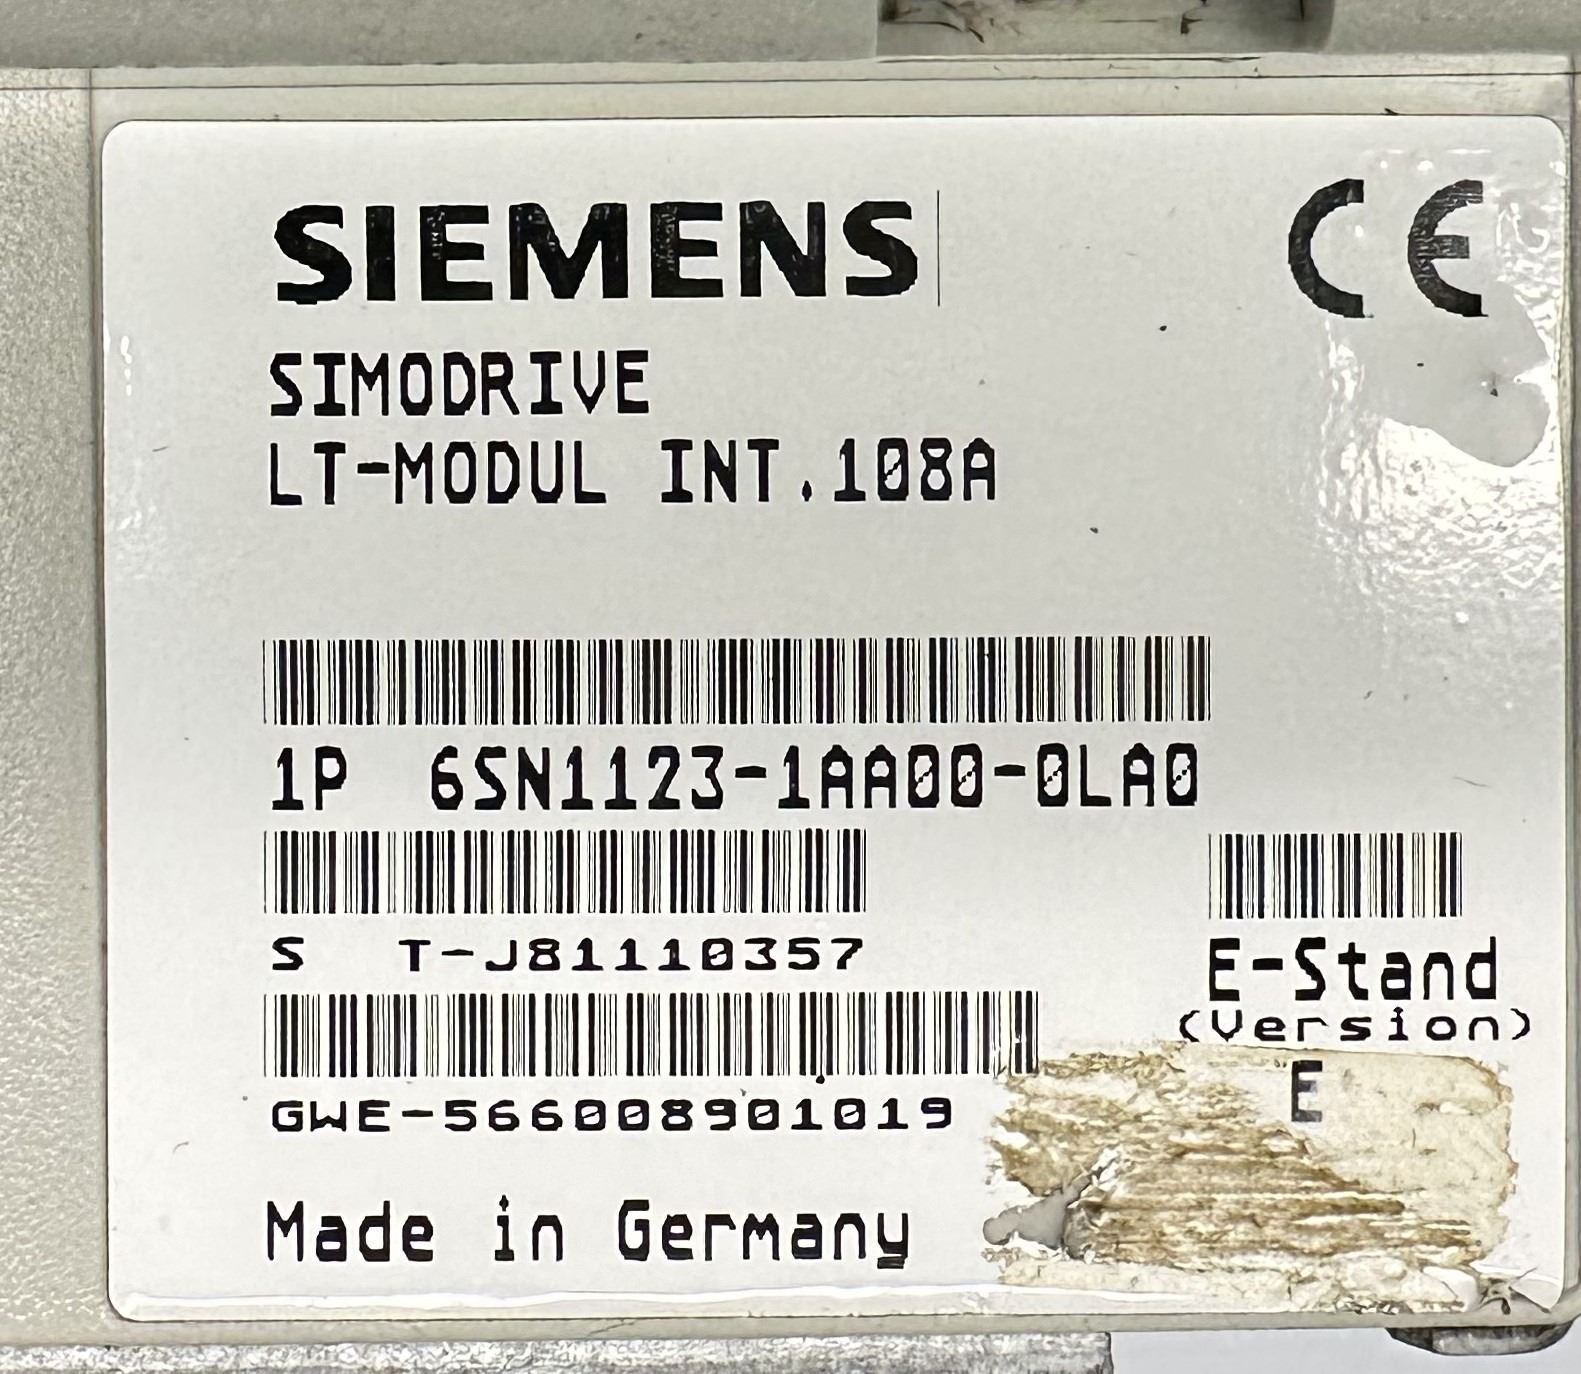 SIEMENS
CE
SIMODRIVE
LT-MODUL INT.108A
1P 6SN1123-1AA00-0LA0
S T-J81110357
E-Stand
(Version)
E
GWE-566008901019
Made in Germany